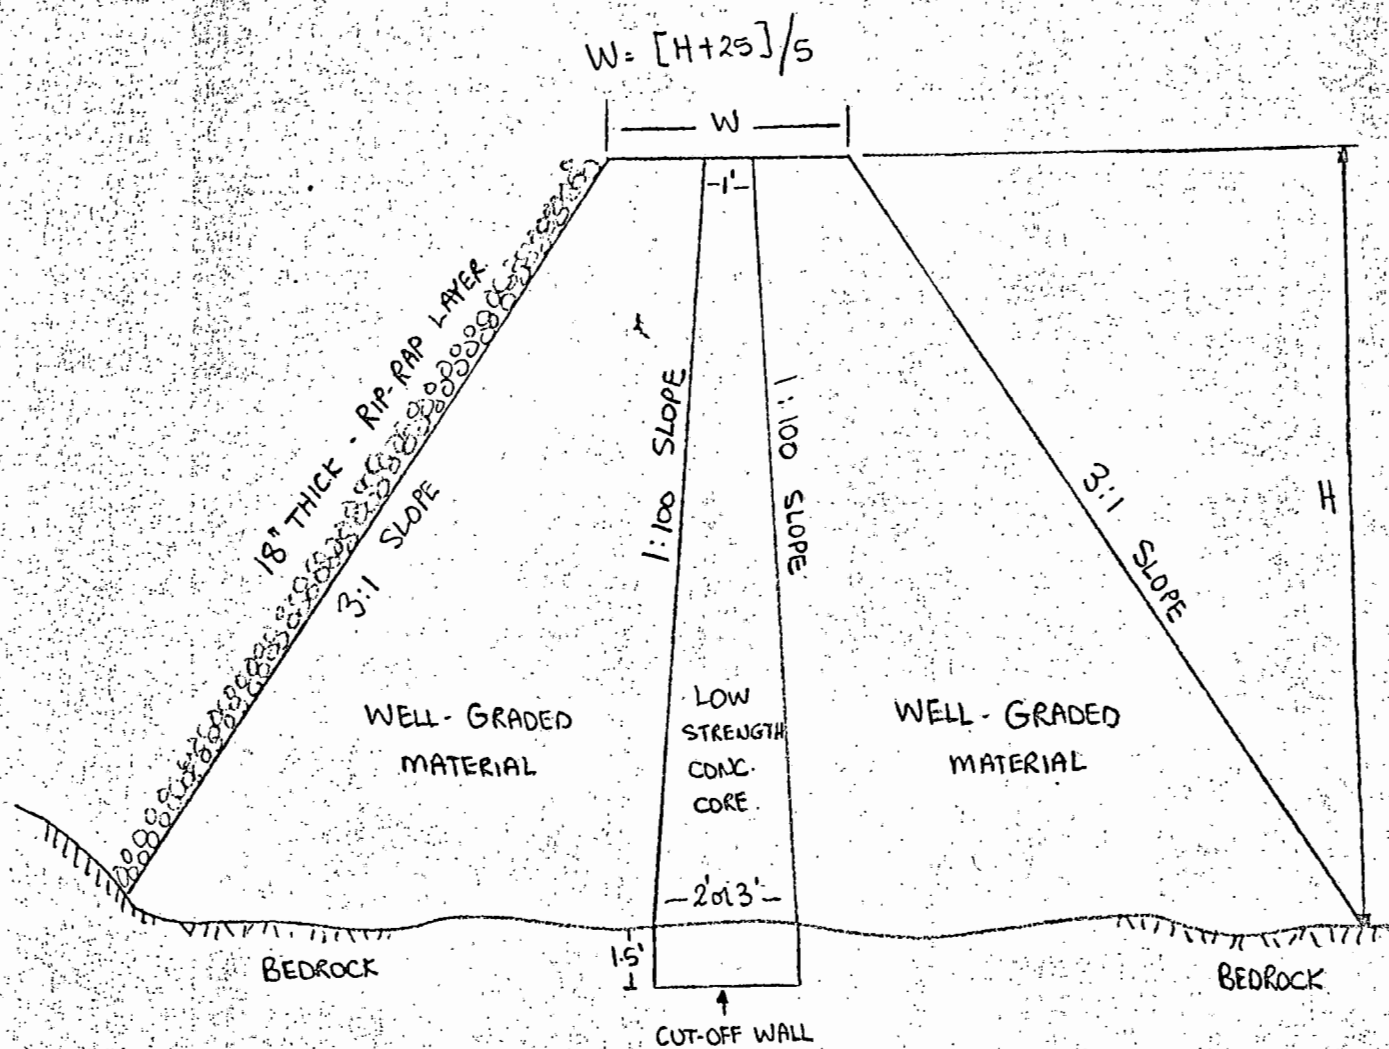 W= [H+25]/5
W
1'
18" THICK - RIP-RAP LAYER
3:1 SLOPE
1:100 SLOPE
1:100 SLOPE
3:1 SLOPE
H
WELL-GRADED
MATERIAL
LOW
STRENGTH
CONC.
CORE.
WELL-GRADED
MATERIAL
2' or 3'
1.5'
BEDROCK
BEDROCK
CUT-OFF WALL